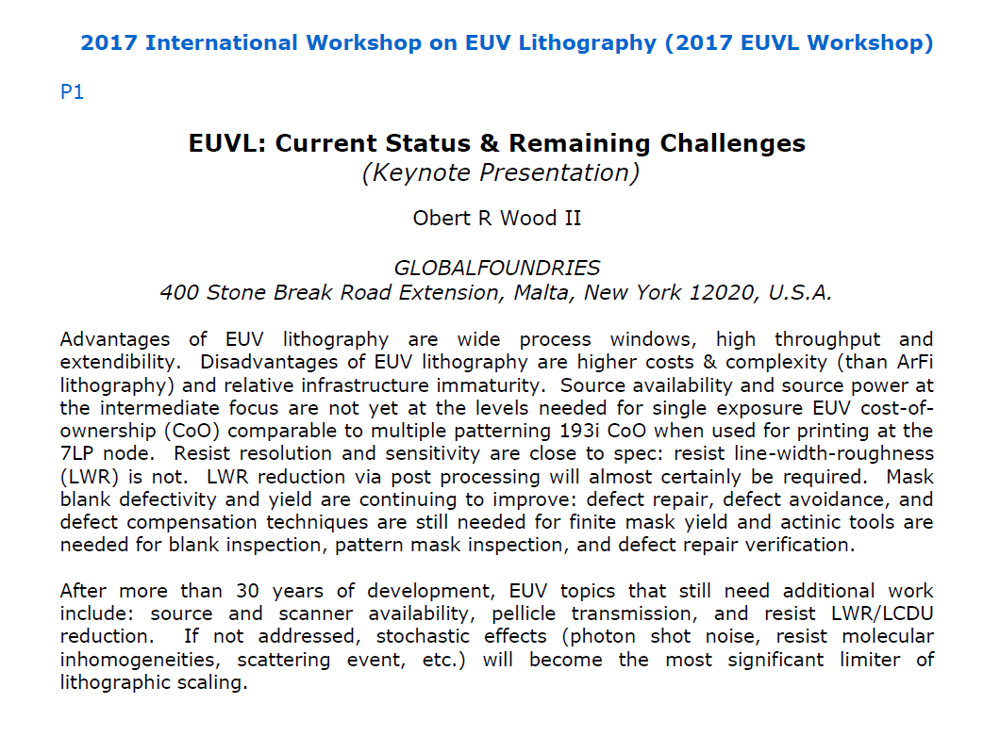 2017 International Workshop on EUV Lithography (2017 EUVL Workshop)
P1
EUVL: Current Status & Remaining Challenges
(Keynote Presentation)
Obert R Wood II
GLOBALFOUNDRIES
400 Stone Break Road Extension, Malta, New York 12020, U.S.A.
Advantages of EUV lithography are wide process windows, high throughput and
extendibility. Disadvantages of EUV lithography are higher costs & complexity (than ArFi
lithography) and relative infrastructure immaturity. Source availability and source power at
the intermediate focus are not yet at the levels needed for single exposure EUV cost-of-
ownership (CoO) comparable to multiple patterning 193i CoO when used for printing at the
7LP node. Resist resolution and sensitivity are close to spec: resist line-width-roughness
(LWR) is not. LWR reduction via post processing will almost certainly be required. Mask
blank defectivity and yield are continuing to improve: defect repair, defect avoidance, and
defect compensation techniques are still needed for finite mask yield and actinic tools are
needed for blank inspection, pattern mask inspection, and defect repair verification.
After more than 30 years of development, EUV topics that still need additional work
include: source and scanner availability, pellicle transmission, and resist LWR/LCDU
reduction. If not addressed, stochastic effects (photon shot noise, resist molecular
inhomogeneities, scattering event, etc.) will become the most significant limiter of
lithographic scaling.